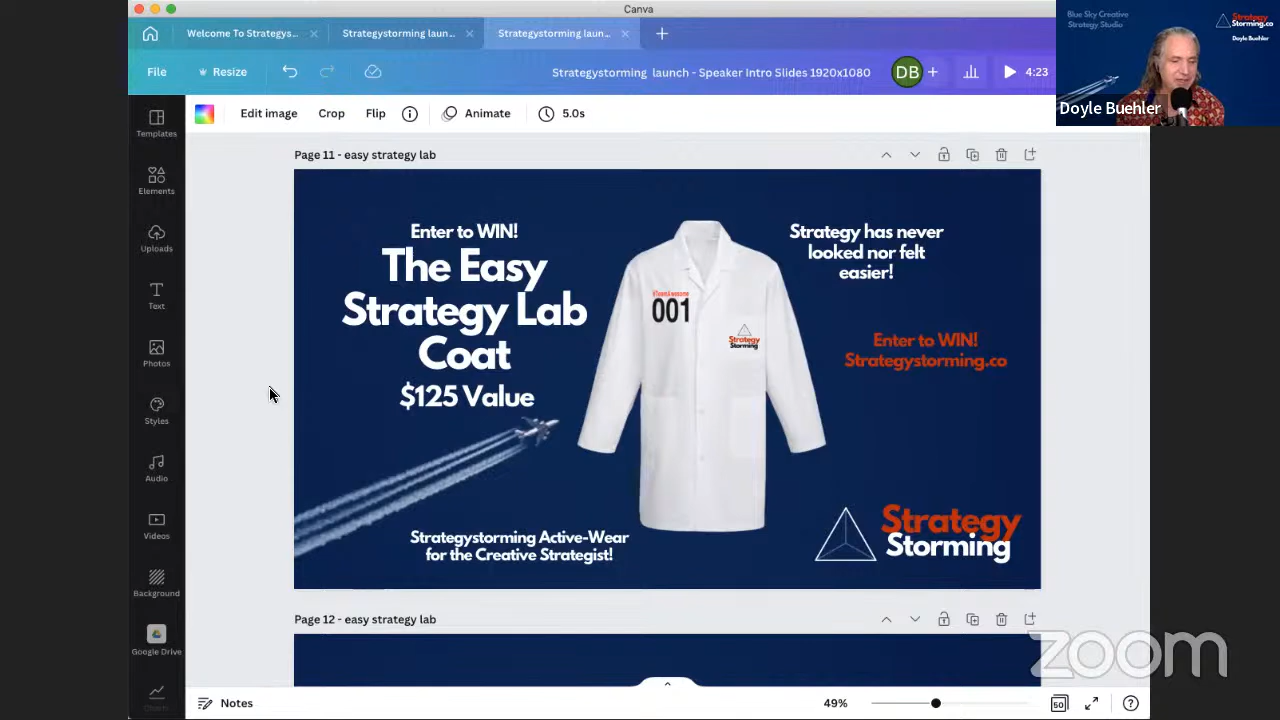 Canva
Welcome To Strategys...
Strategystorming laun...
Strategystorming laun...
File
Resize
Strategystorming launch - Speaker Intro Slides 1920x1080
DB
4:23
Blue Sky Creative
Strategy Studio
Strategy
Storming.co
Doyle Buehler
Doyle Buehler
Edit image
Crop
Flip
Animate
5.0s
Templates
Elements
Uploads
Text
Photos
Styles
Audio
Videos
Background
Google Drive
Charts
Page 11 - easy strategy lab
Enter to WIN!
The Easy
Strategy Lab
Coat
$125 Value
001
Strategy
Storming
Strategy has never
looked nor felt
easier!
Enter to WIN!
Strategystorming.co
Strategystorming Active-Wear
for the Creative Strategist!
Strategy
Storming
Page 12 - easy strategy lab
zoom
Notes
49%
50